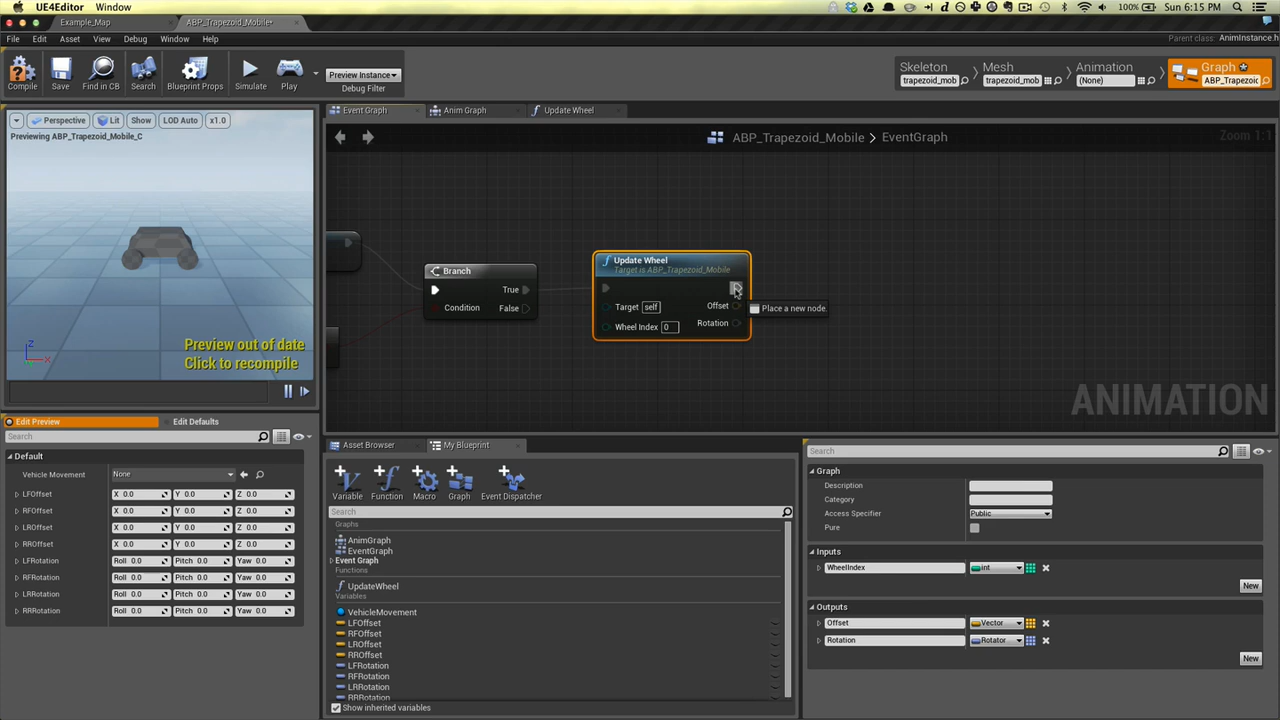 UE4Editor Window
100% Sun 6:15 PM
Example_Map
ABP_Trapezoid_Mobile*
File Edit Asset View Debug Window Help
Parent class: AnimInstance.h
Compile Save Find in CB Search Blueprint Props Simulate Play
Preview Instance
Debug Filter
Skeleton
trapezoid_mob
Mesh
trapezoid_mob
Animation
(None)
Graph
ABP_Trapezoid
Perspective Lit Show LOD Auto x1.0
Previewing ABP_Trapezoid_Mobile_C
Event Graph Anim Graph Update Wheel
ABP_Trapezoid_Mobile > EventGraph
Zoom 1:1
Branch
True
Condition False
Update Wheel
Target is ABP_Trapezoid_Mobile
Target self
Offset
Wheel Index 0
Rotation
Place a new node.
Z
X
Preview out of date
Click to recompile
ANIMATION
Edit Preview Edit Defaults
Search
Default
Vehicle Movement None
LFOffset X 0.0 Y 0.0 Z 0.0
RFOffset X 0.0 Y 0.0 Z 0.0
LROffset X 0.0 Y 0.0 Z 0.0
RROffset X 0.0 Y 0.0 Z 0.0
LFRotation Roll 0.0 Pitch 0.0 Yaw 0.0
RFRotation Roll 0.0 Pitch 0.0 Yaw 0.0
LRRotation Roll 0.0 Pitch 0.0 Yaw 0.0
RRRotation Roll 0.0 Pitch 0.0 Yaw 0.0
Asset Browser My Blueprint
Variable Function Macro Graph Event Dispatcher
Search
Graphs
AnimGraph
EventGraph
Event Graph
Functions
UpdateWheel
Variables
VehicleMovement
LFOffset
RFOffset
LROffset
RROffset
LFRotation
RFRotation
LRRotation
RRRotation
Show inherited variables
Search
Graph
Description
Category
Access Specifier Public
Pure
Inputs
WheelIndex int
New
Outputs
Offset Vector
Rotation Rotator
New